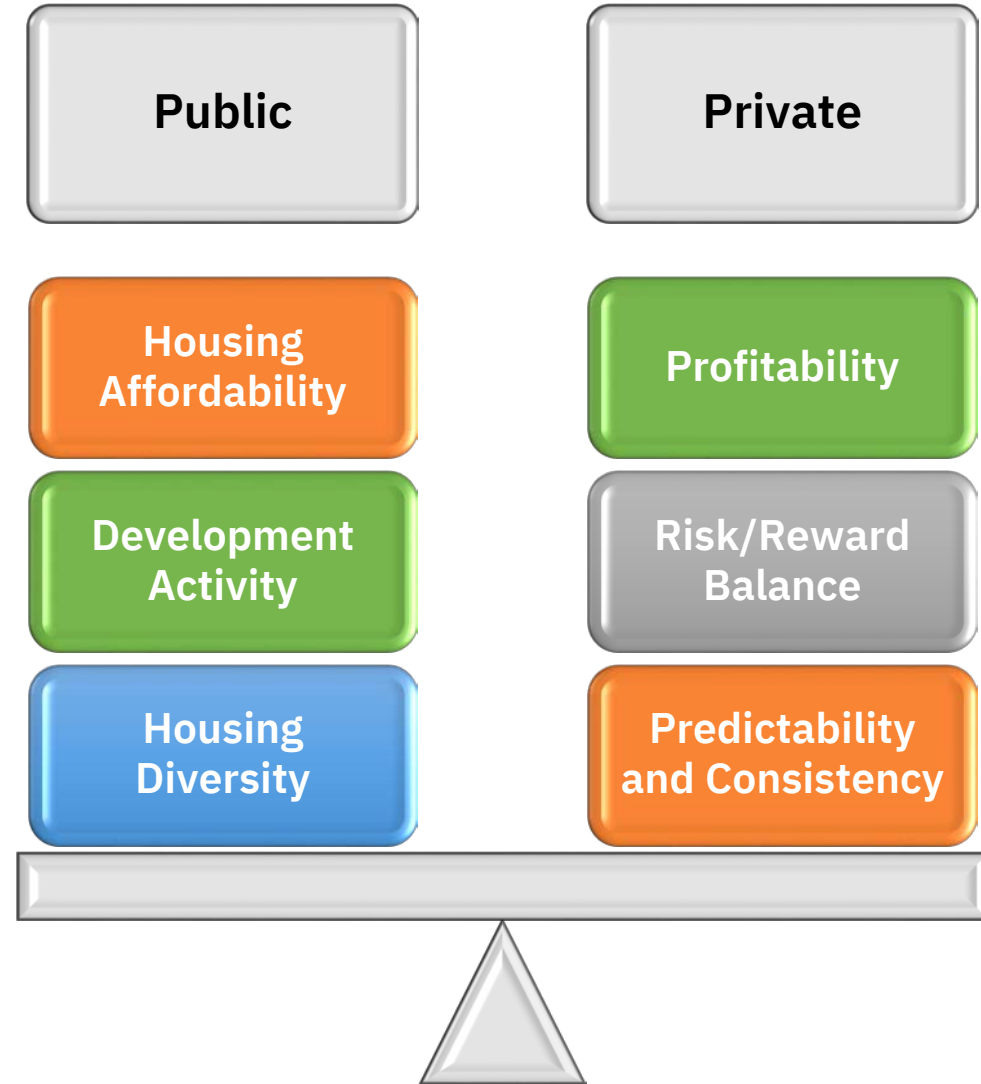 Public
Private
Housing
Affordability
Profitability
Development
Activity
Risk/Reward
Balance
Housing
Diversity
Predictability
and Consistency